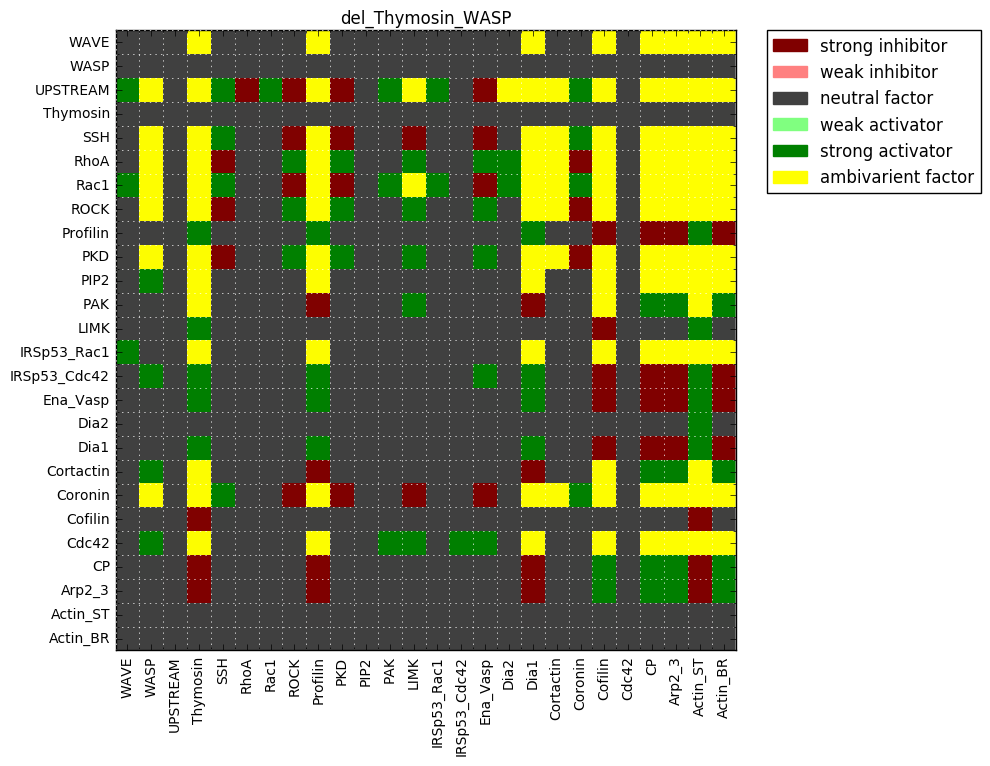 del_Thymosin_WASP
WAVE
WASP
UPSTREAM
Thymosin
SSH
RhoA
Rac1
ROCK
Profilin
PKD
PIP2
PAK
LIMK
IRSp53_Rac1
IRSp53_Cdc42
Ena_Vasp
Dia2
Dia1
Cortactin
Coronin
Cofilin
Cdc42
CP
Arp2_3
Actin_ST
Actin_BR
WAVE
WASP
UPSTREAM
Thymosin
SSH
RhoA
Rac1
ROCK
Profilin
PKD
PIP2
PAK
LIMK
IRSp53_Rac1
IRSp53_Cdc42
Ena_Vasp
Dia2
Dia1
Cortactin
Coronin
Cofilin
Cdc42
CP
Arp2_3
Actin_ST
Actin_BR
strong inhibitor
weak inhibitor
neutral factor
weak activator
strong activator
ambivarient factor